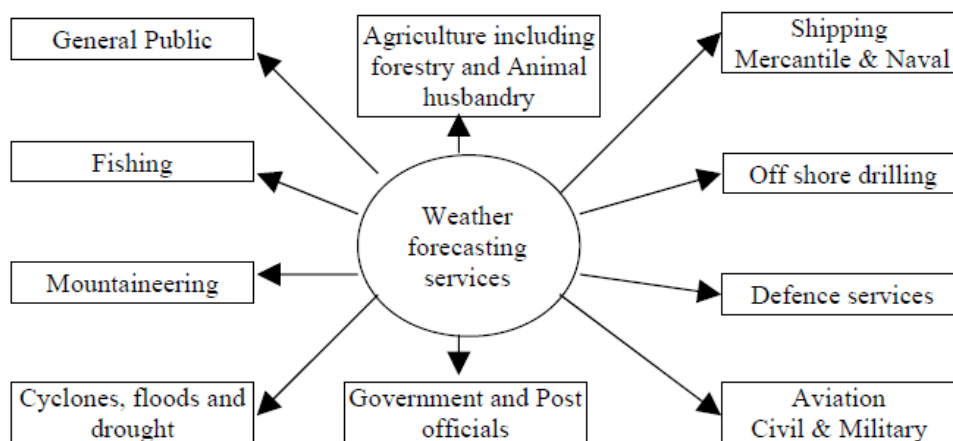 General Public
Agriculture including
forestry and Animal
husbandry
Shipping
Mercantile & Naval
Fishing
Off shore drilling
Weather
forecasting
services
Mountaineering
Defence services
Cyclones, floods and
drought
Government and Post
officials
Aviation
Civil & Military